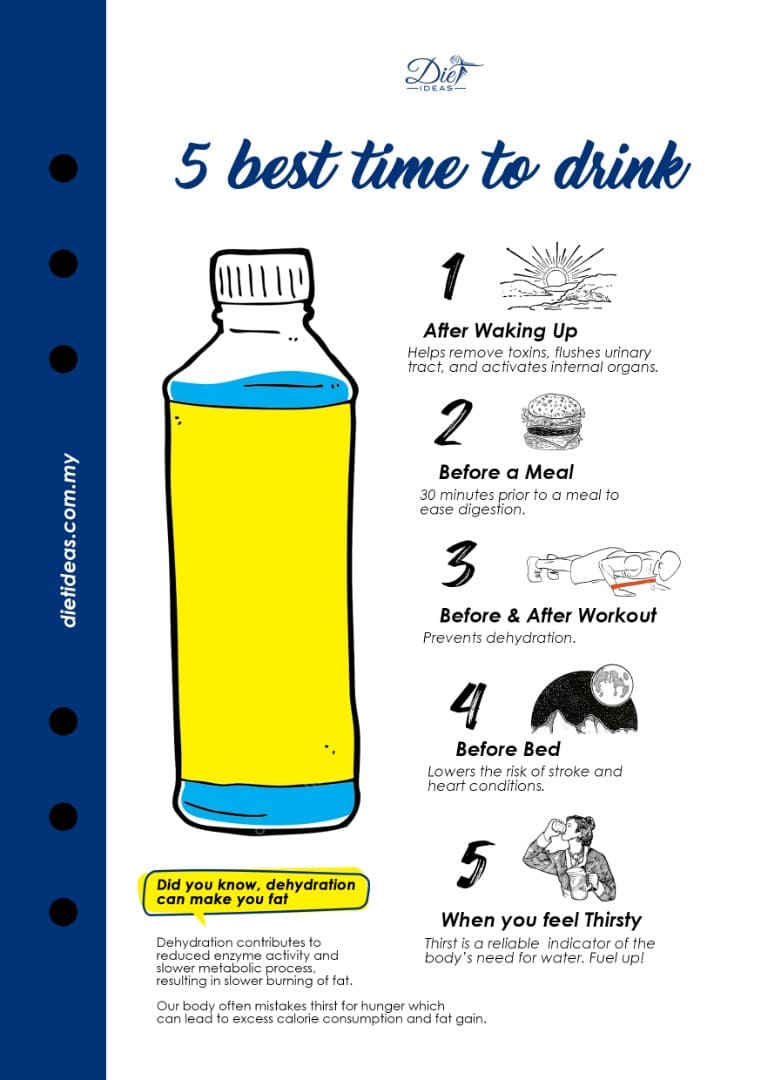 Diet
IDEAS
5 best time to drink
1
After Waking Up
Helps remove toxins, flushes urinary
tract, and activates internal organs.
2
Before a Meal
30 minutes prior to a meal to
ease digestion.
3
Before & After Workout
Prevents dehydration.
4
Before Bed
Lowers the risk of stroke and
heart conditions.
5
When you feel Thirsty
Thirst is a reliable indicator of the
body's need for water. Fuel up!
Did you know, dehydration
can make you fat
Dehydration contributes to
reduced enzyme activity and
slower metabolic process,
resulting in slower burning of fat.
Our body often mistakes thirst for hunger which
can lead to excess calorie consumption and fat gain.
dietideas.com.my